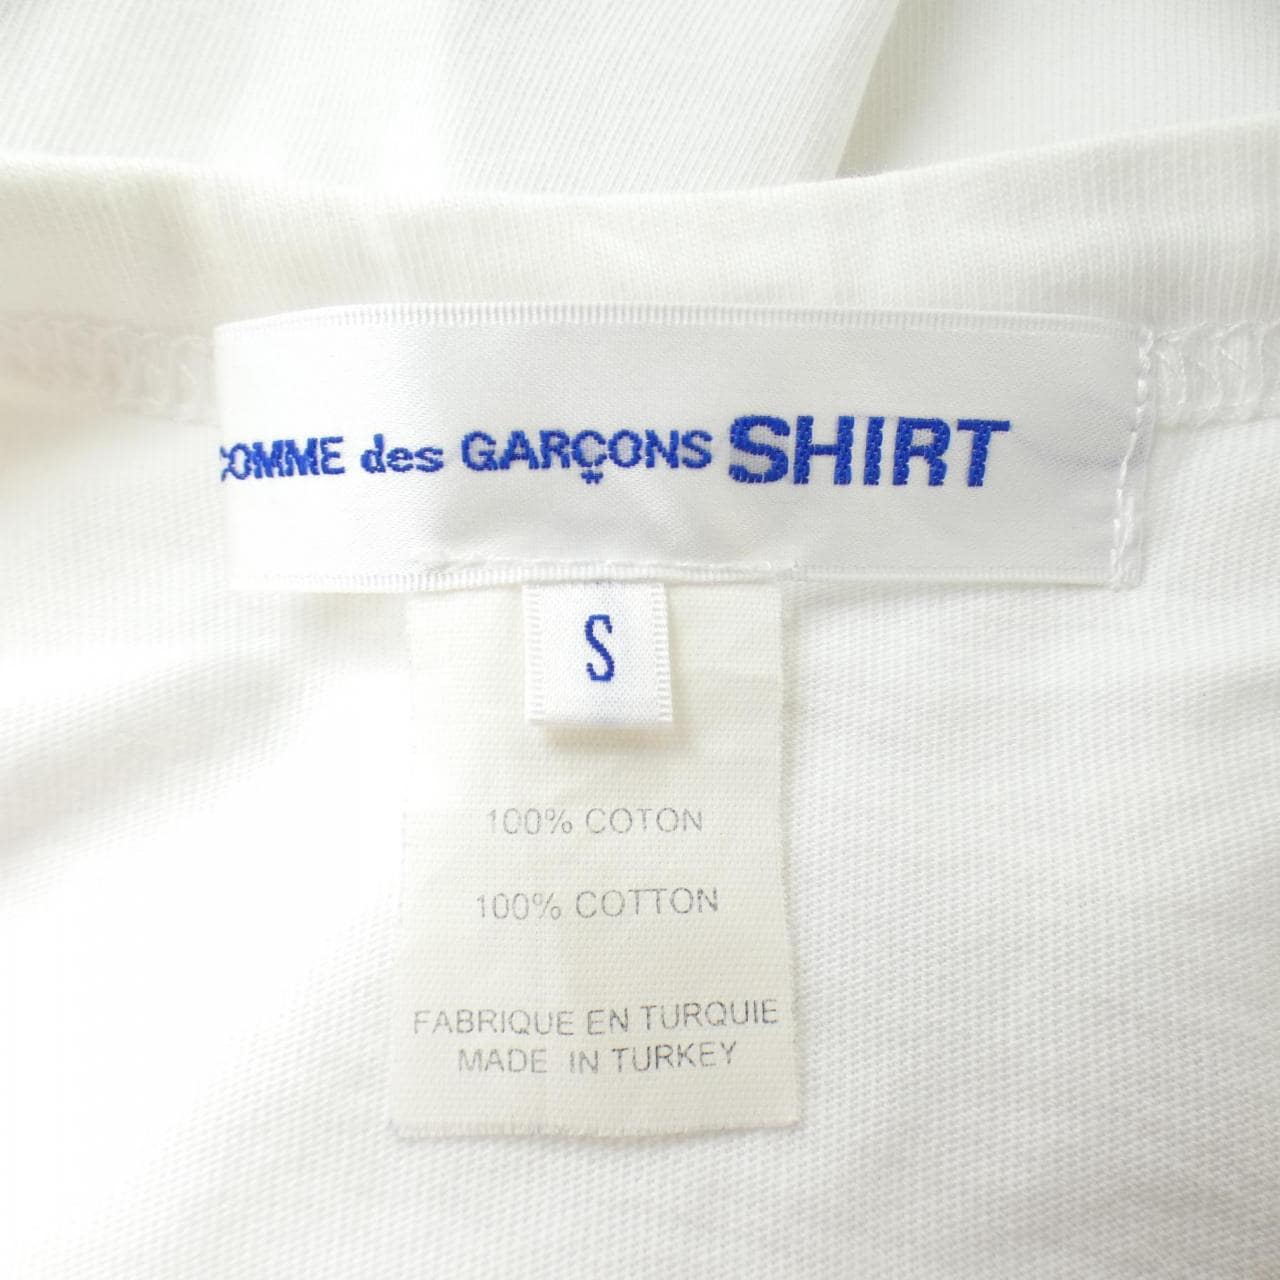 COMME des GARÇONS SHIRT
S
100% COTON
100% COTTON
FABRIQUE EN TURQUIE
MADE IN TURKEY